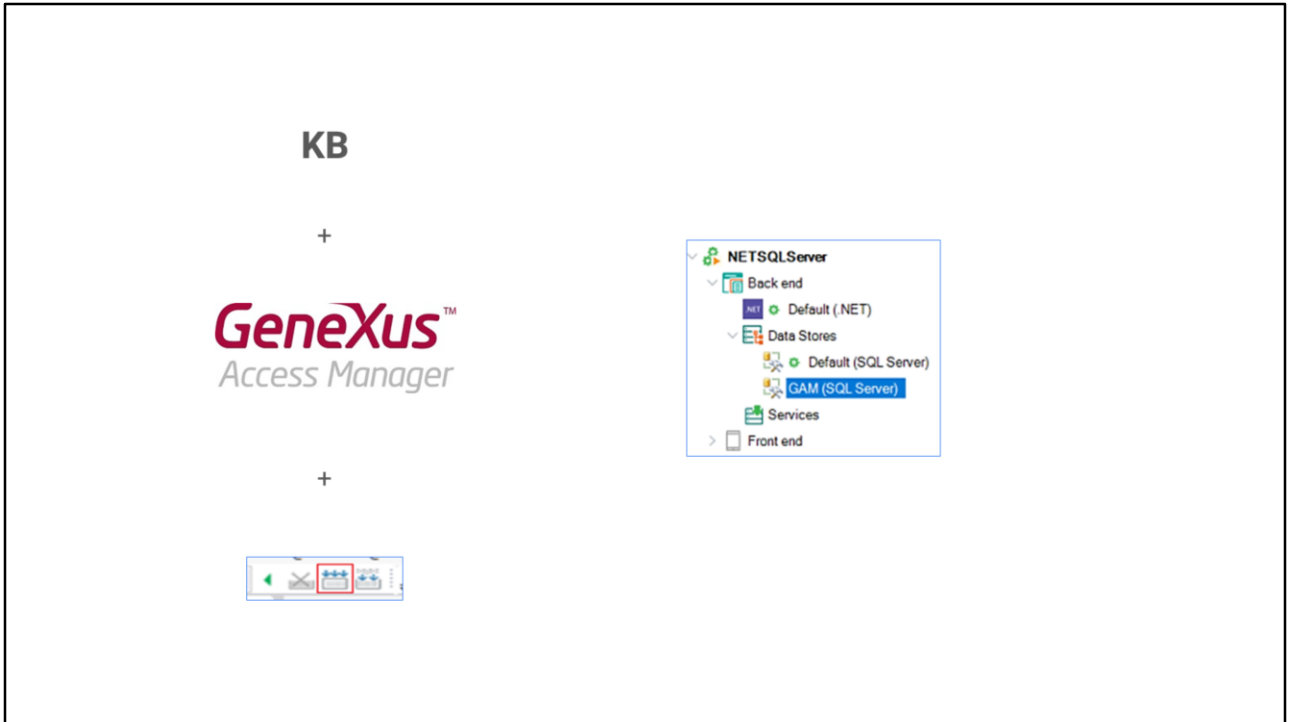 KB
+
GeneXus™
Access Manager
+
NETSQLServer
Back end
.NET Default (.NET)
Data Stores
Default (SQL Server)
GAM (SQL Server)
Services
Front end